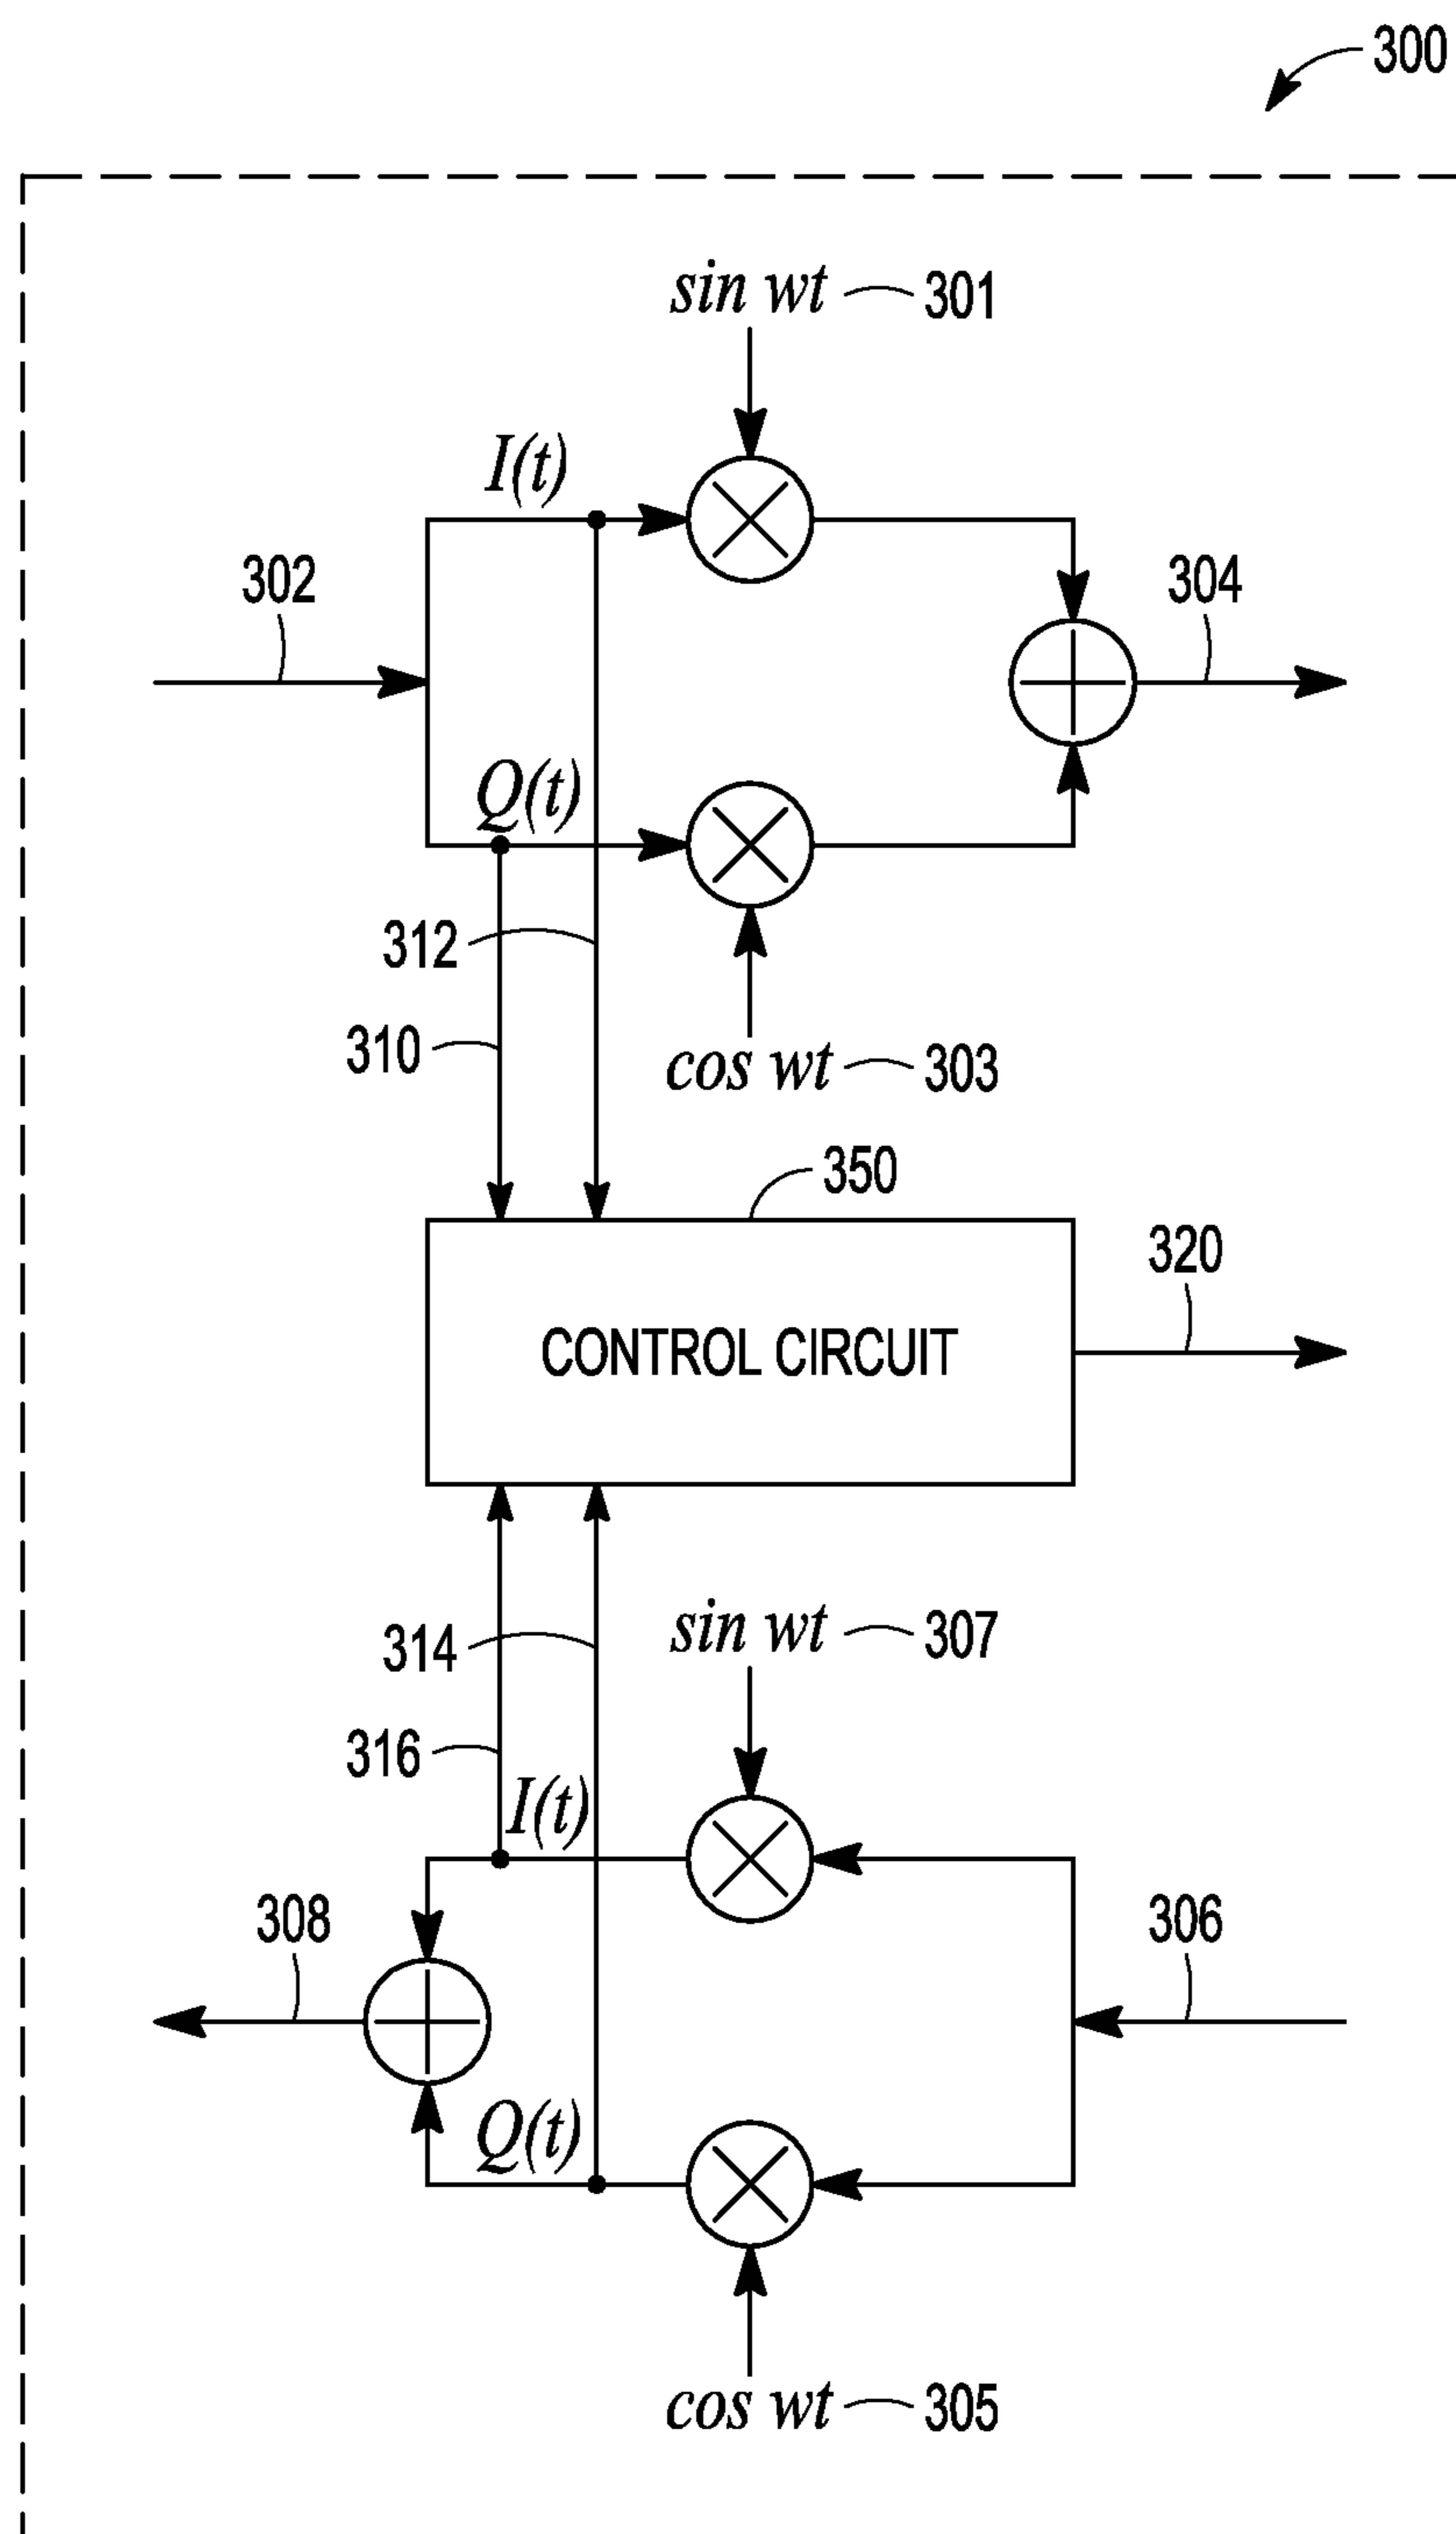 300
sin wt 301
I(t)
302
304
Q(t)
312
310
cos wt 303
350
320
CONTROL CIRCUIT
314
sin wt 307
316
I(t)
308
306
Q(t)
cos wt 305